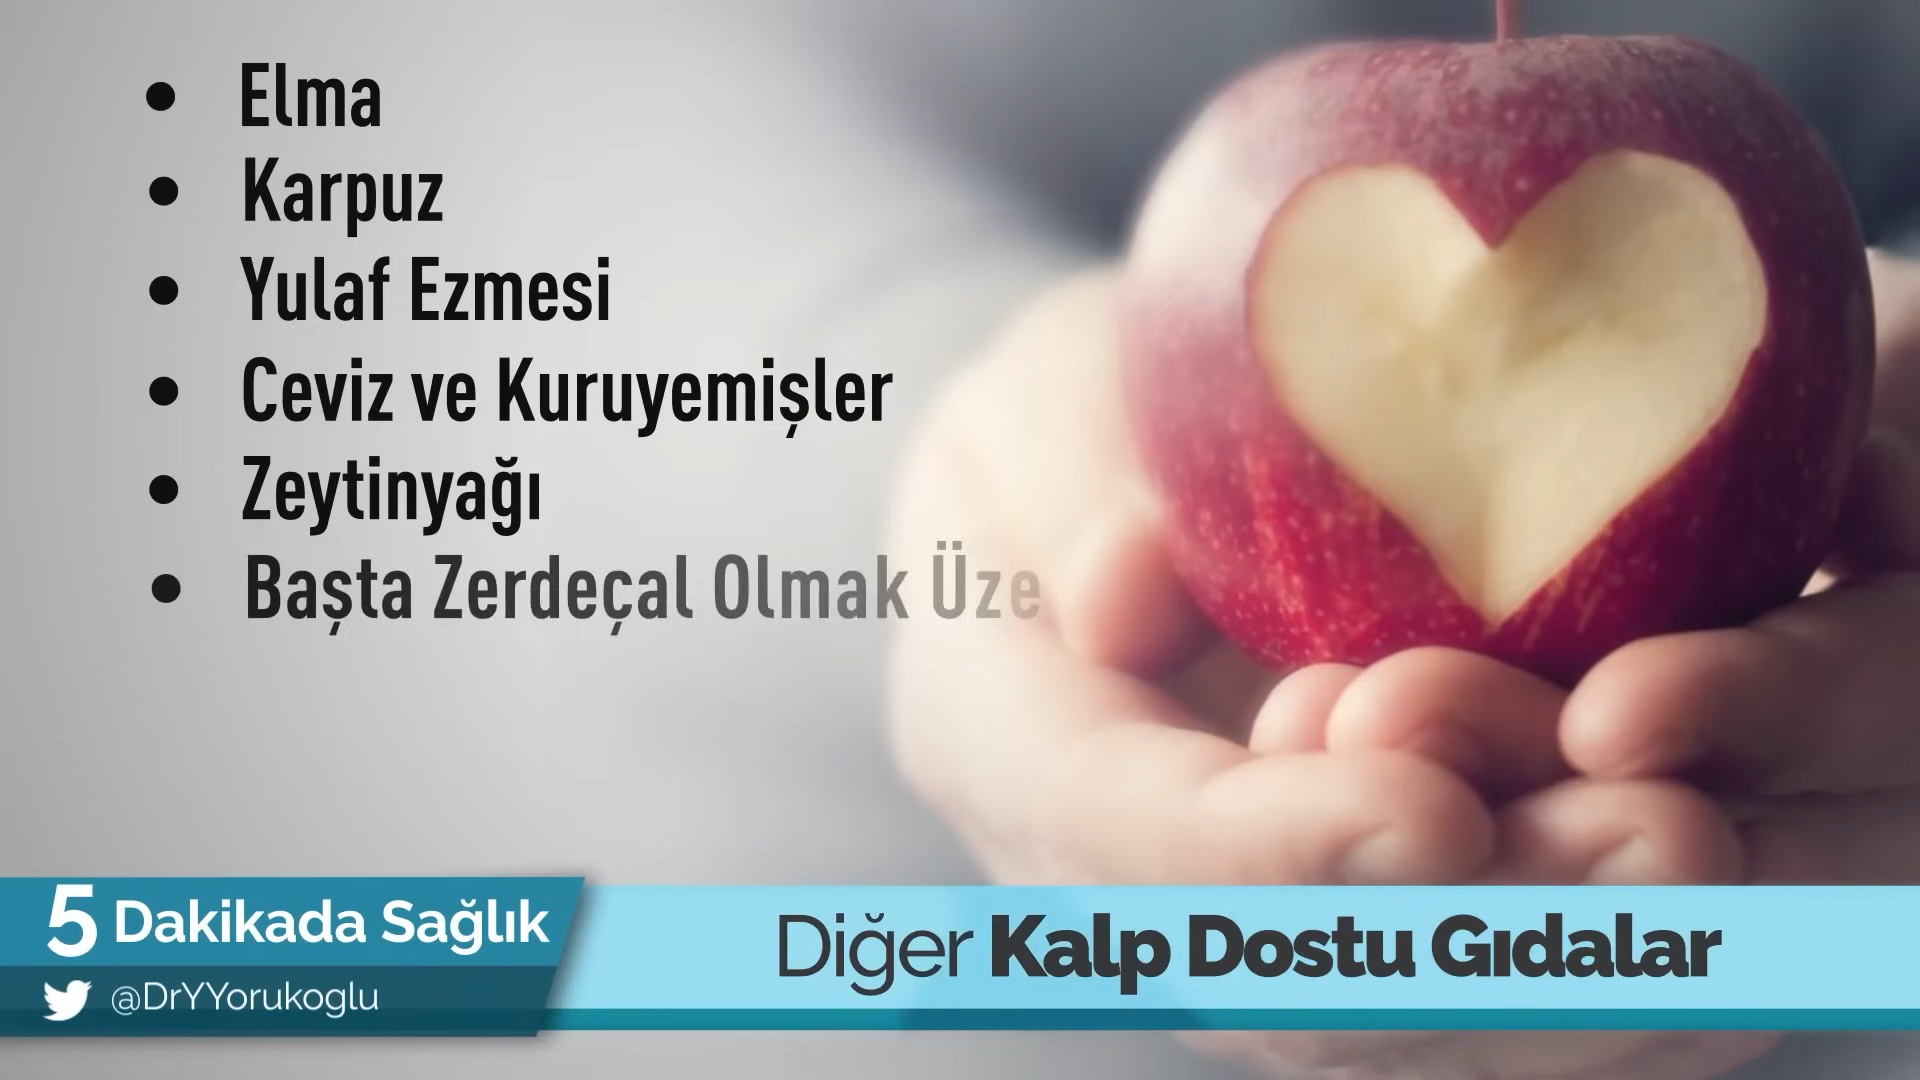 Elma
Karpuz
Yulaf Ezmesi
Ceviz ve Kuruyemişler
Zeytinyağı
Başta Zerdeçal Olmak Üze
5 Dakikada Sağlık
@DrYYorukoglu
Diğer Kalp Dostu Gıdalar